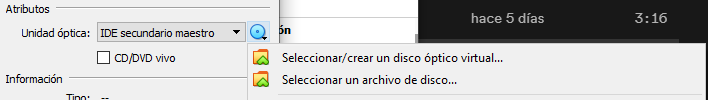 Atributos
hace 5 días 3:16
Unidad óptica: IDE secundario maestro
ón
CD/DVD vivo
Seleccionar/crear un disco óptico virtual...
Seleccionar un archivo de disco...
Información
Tipo: --